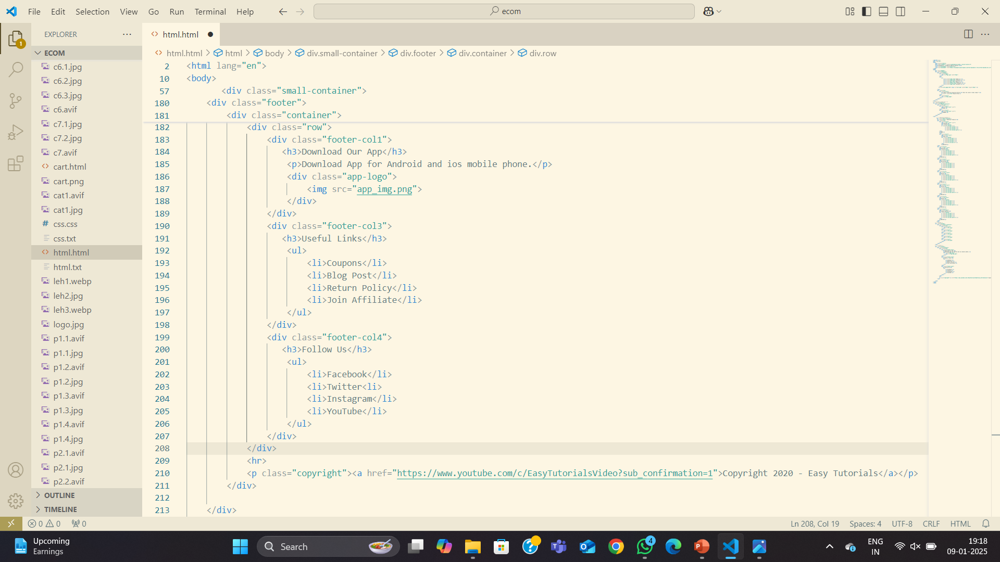 File Edit Selection View Go Run Terminal Help
ecom
EXPLORER
html.html
1
ECOM
html.html html body div.small-container div.footer div.container div.row
c6.1.jpg
c6.2.jpg
c6.3.jpg
c6.avif
c7.1.jpg
c7.2.jpg
c7.avif
cart.html
cart.png
cat1.avif
cat1.jpg
css.css
css.txt
html.html
html.txt
leh1.webp
leh2.jpg
leh3.webp
logo.jpg
p1.1.avif
p1.1.jpg
p1.2.avif
p1.2.jpg
p1.3.avif
p1.3.jpg
p1.4.avif
p1.4.jpg
p2.1.avif
p2.1.jpg
p2.2.avif
OUTLINE
TIMELINE
2 <html lang="en">
10 <body>
57 <div class="small-container">
180 <div class="footer">
181 <div class="container">
182 <div class="row">
183 <div class="footer-col1">
184 <h3>Download Our App</h3>
185 <p>Download App for Android and ios mobile phone.</p>
186 <div class="app-logo">
187 <img src="app_img.png">
188 </div>
189 </div>
190 <div class="footer-col3">
191 <h3>Useful Links</h3>
192 <ul>
193 <li>Coupons</li>
194 <li>Blog Post</li>
195 <li>Return Policy</li>
196 <li>Join Affiliate</li>
197 </ul>
198 </div>
199 <div class="footer-col4">
200 <h3>Follow Us</h3>
201 <ul>
202 <li>Facebook</li>
203 <li>Twitter<li>
204 <li>Instagram</li>
205 <li>YouTube</li>
206 </ul>
207 </div>
208 </div>
209 <hr>
210 <p class="copyright"><a href="https://www.youtube.com/c/EasyTutorialsVideo?sub_confirmation=1">Copyright 2020 - Easy Tutorials</a></p>
211 </div>
212
213 </div>
0 0 0 Ln 208, Col 19 Spaces: 4 UTF-8 CRLF HTML
Upcoming
Earnings
Search
4
ENG
IN
19:18
09-01-2025